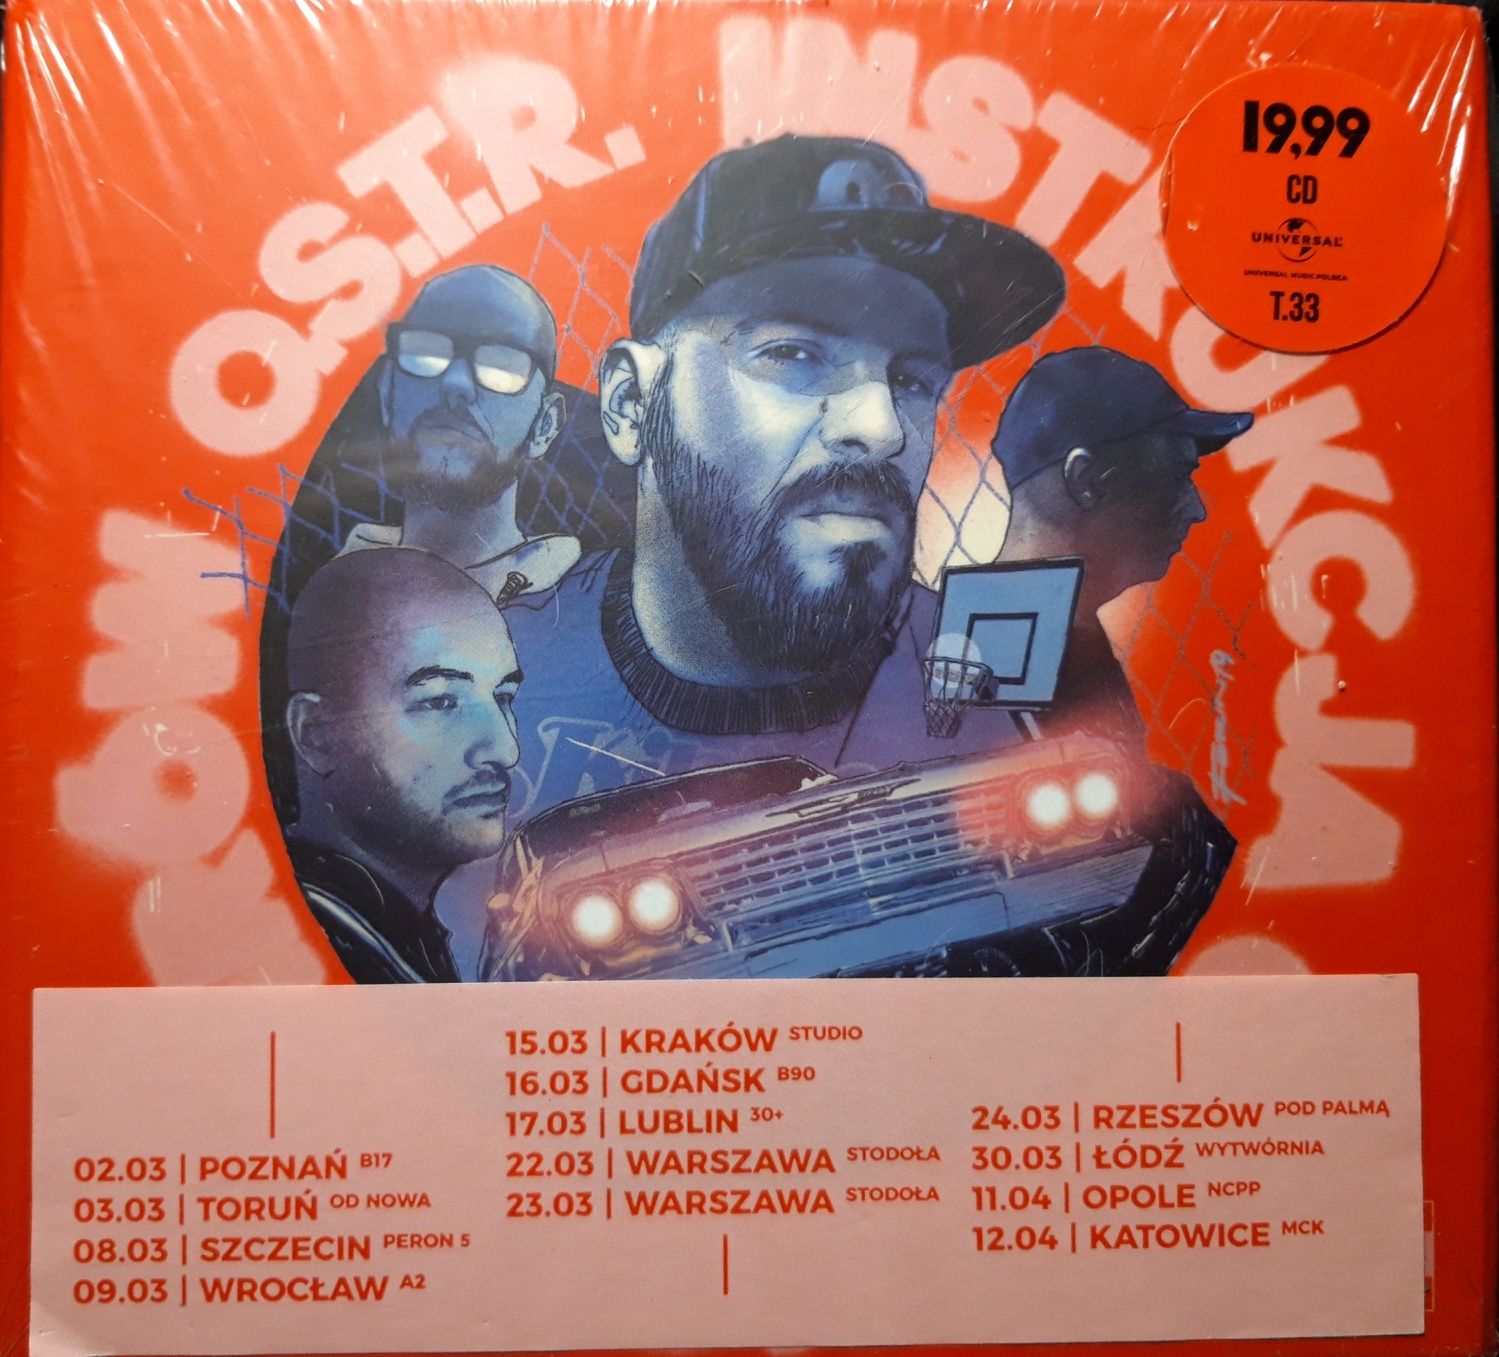 O.S.T.R. INSTRUKCJA
19,99
CD
UNIVERSAL
UNIVERSAL MUSIC POLSKA
T.33
02.03 | POZNAŃ B17
03.03 | TORUŃ OD NOWA
08.03 | SZCZECIN PERON 5
09.03 | WROCŁAW A2
15.03 | KRAKÓW STUDIO
16.03 | GDAŃSK B90
17.03 | LUBLIN 30+
22.03 | WARSZAWA STODOŁA
23.03 | WARSZAWA STODOŁA
24.03 | RZESZÓW POD PALMĄ
30.03 | ŁÓDŹ WYTWÓRNIA
11.04 | OPOLE NCPP
12.04 | KATOWICE MCK